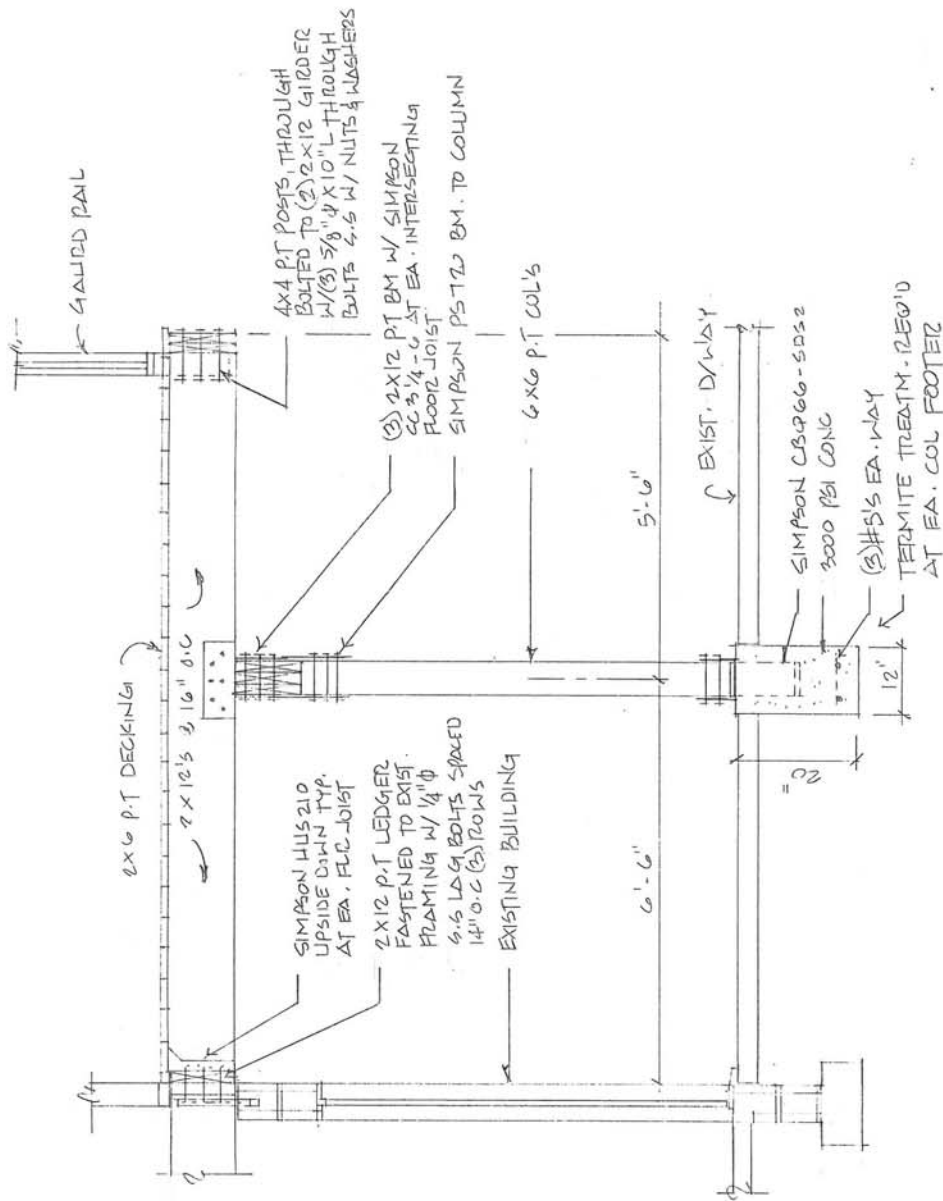 GAURD RAIL
2X6 P.T DECKING
2X12'S @ 16" O.C
4X4 P.T POSTS, THROUGH
BOLTED TO (2) 2X12 GIRDER
W/(3) 5/8"φ X 10"L THROUGH
BOLTS S.S W/ NUTS & WASHERS
(3) 2X12 P.T BM W/ SIMPSON
CC 3 1/4-6 AT EA. INTERSECTING
FLOOR JOIST
SIMPSON PS 720 BM. TO COLUMN
6X6 P.T COL'S
SIMPSON HUS210
UPSIDE DOWN TYP.
AT EA. FLR JOIST
2X12 P.T LEDGER
FASTENED TO EXIST.
FRAMING W/ 1/4"φ
S.S LAG BOLTS SPACED
14" O.C (3) ROWS
EXISTING BUILDING
6'-6"
5'-6"
EXIST. D/WAY
SIMPSON CBQ66-SDS2
3000 PSI CONC
(3)#5'S EA. WAY
TERMITE TREATM. REQ'D
AT EA. COL FOOTER
20"
12"